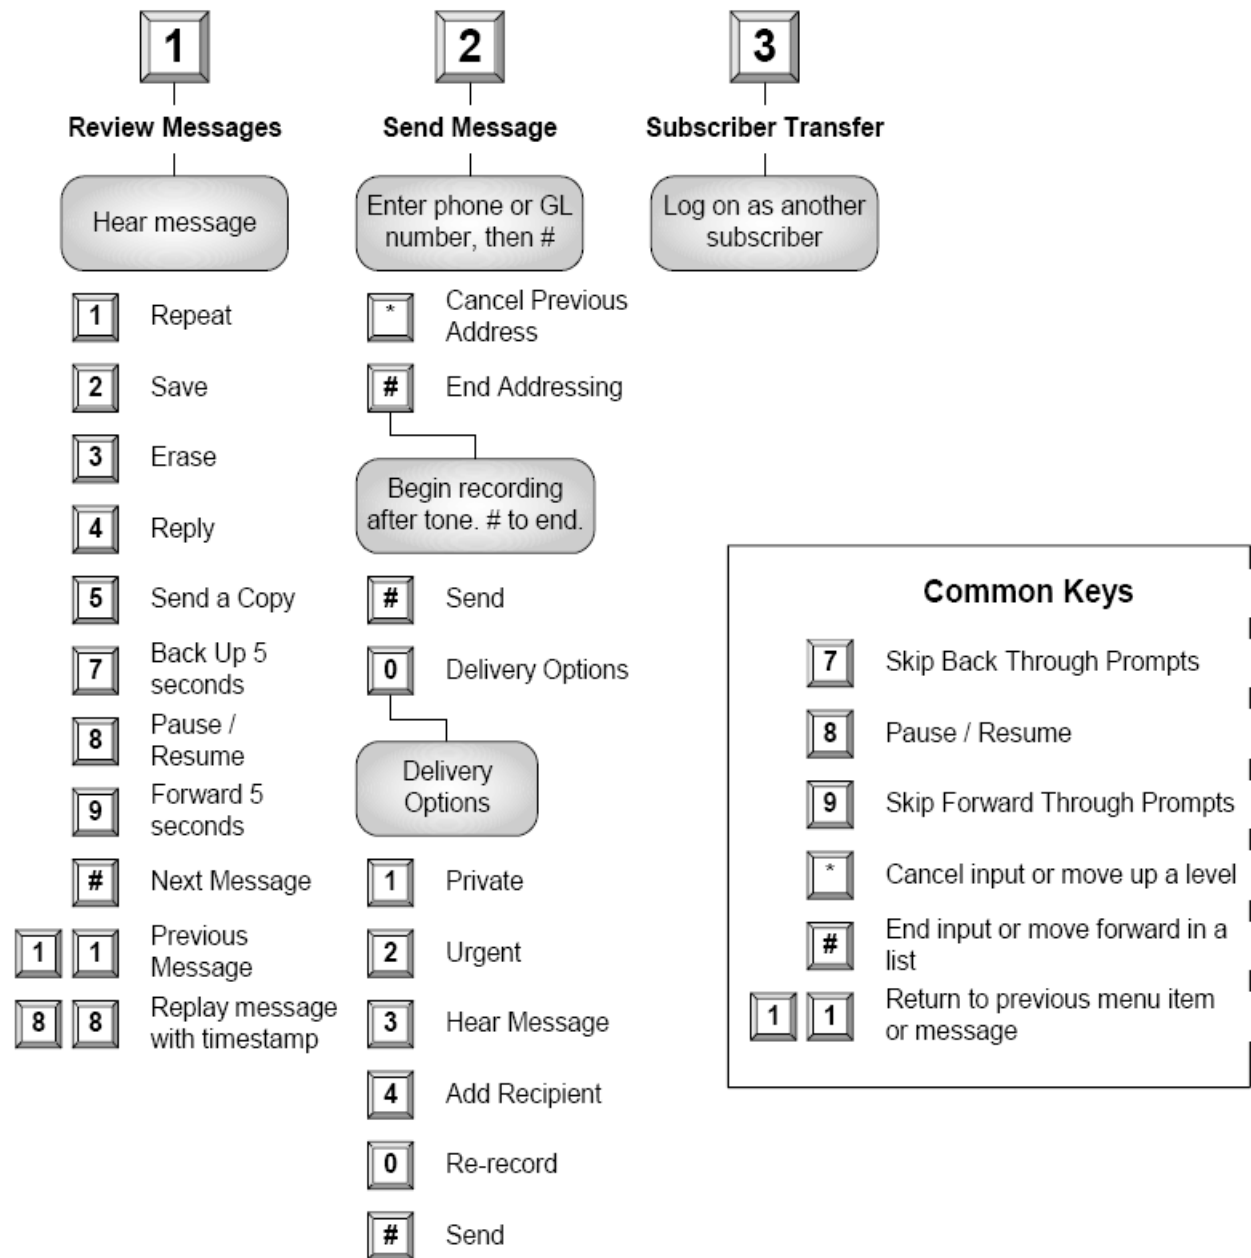 1
Review Messages
Hear message
1 Repeat
2 Save
3 Erase
4 Reply
5 Send a Copy
7 Back Up 5
seconds
8 Pause /
Resume
9 Forward 5
seconds
# Next Message
1 1 Previous
Message
8 8 Replay message
with timestamp
2
Send Message
Enter phone or GL
number, then #
* Cancel Previous
Address
# End Addressing
Begin recording
after tone. # to end.
# Send
0 Delivery Options
Delivery
Options
1 Private
2 Urgent
3 Hear Message
4 Add Recipient
0 Re-record
# Send
3
Subscriber Transfer
Log on as another
subscriber
Common Keys
7 Skip Back Through Prompts
8 Pause / Resume
9 Skip Forward Through Prompts
* Cancel input or move up a level
# End input or move forward in a
list
1 1 Return to previous menu item
or message